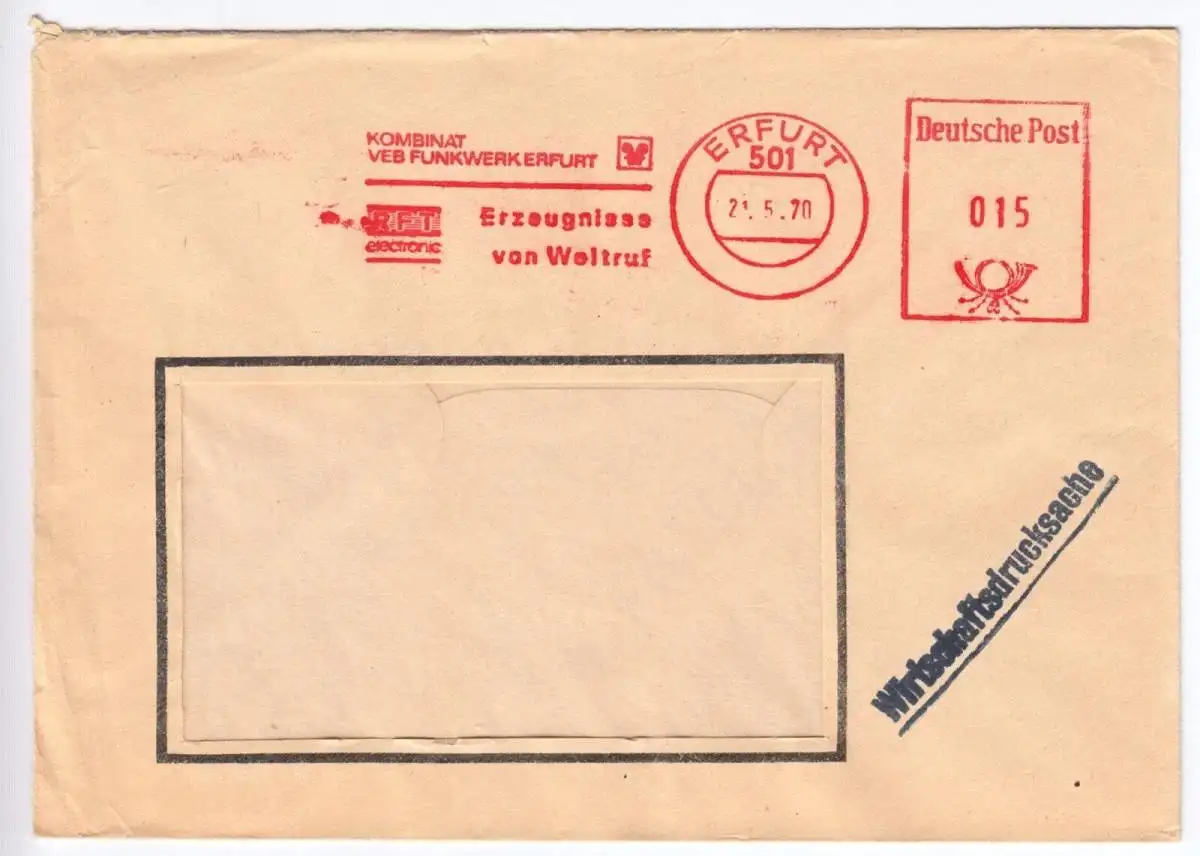 KOMBINAT
VEB FUNKWERK ERFURT
RFT
electronic
Erzeugnisse
von Weltruf
ERFURT
501
21.5.70
Deutsche Post
015
Wirtschaftsdrucksache